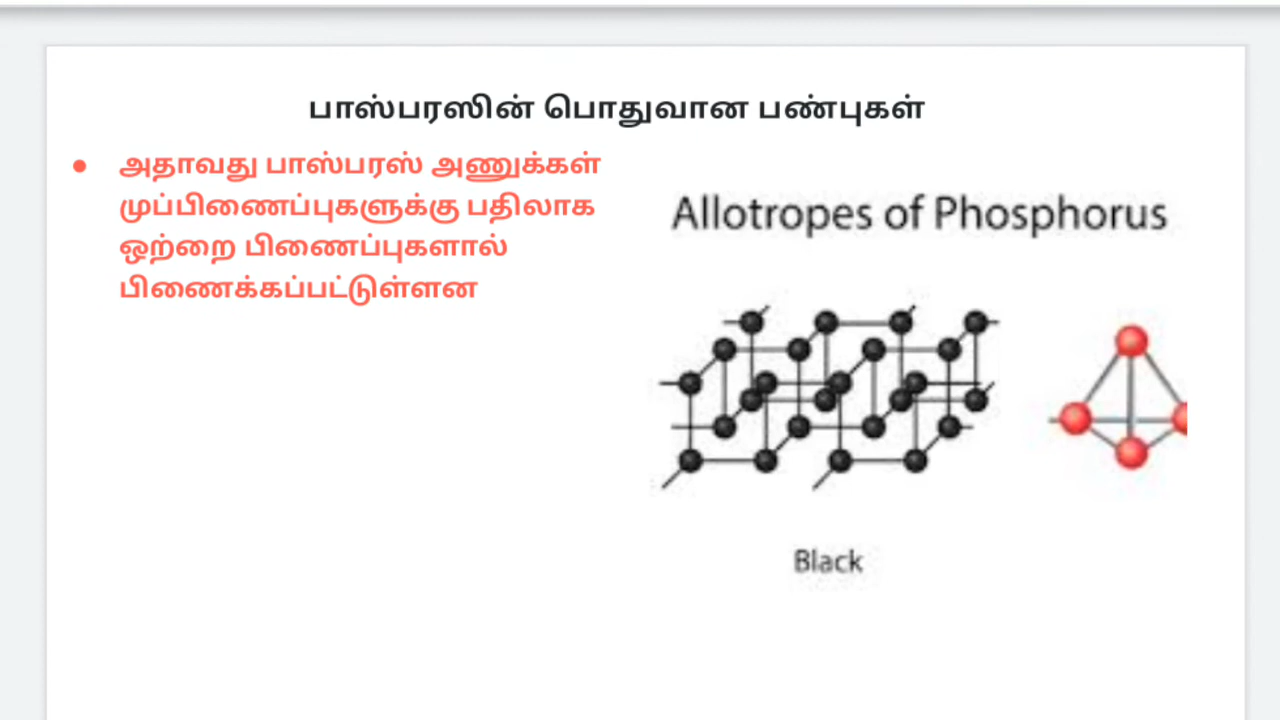 பாஸ்பரஸின் பொதுவான பண்புகள்
● அதாவது பாஸ்பரஸ் அணுக்கள்
முப்பிணைப்புகளுக்கு பதிலாக
ஒற்றை பிணைப்புகளால்
பிணைக்கப்பட்டுள்ளன
Allotropes of Phosphorus
Black